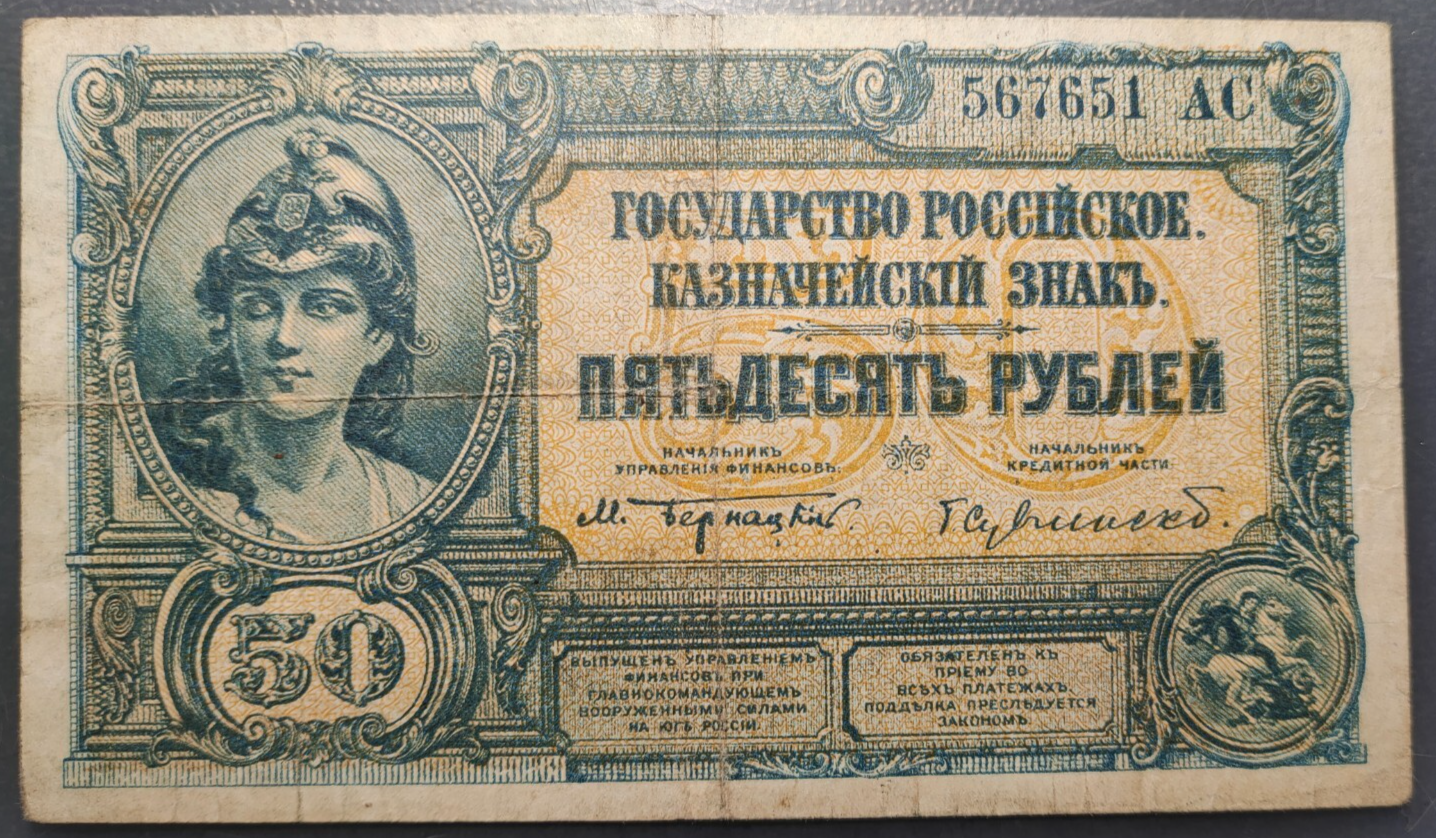 567651 АС
ГОСУДАРСТВО РОССІЙСКОЕ.
КАЗНАЧЕЙСКІЙ ЗНАКЪ.
ПЯТЬДЕСЯТЪ РУБЛЕЙ
НАЧАЛЬНИКЪ
УПРАВЛЕНІЯ ФИНАНСОВЪ:
НАЧАЛЬНИКЪ
КРЕДИТНОЙ ЧАСТИ
М. Бернацкій.
50
ВЫПУЩЕНЪ УПРАВЛЕНІЕМЪ
ФИНАНСОВЪ ПРИ
ГЛАВНОКОМАНДУЮЩЕМЪ
ВООРУЖЕННЫМИ СИЛАМИ
НА ЮГѢ РОССІИ.
ОБЯЗАТЕЛЕНЪ КЪ
ПРІЕМУ ВО
ВСѢХЪ ПЛАТЕЖАХЪ.
ПОДДѢЛКА ПРЕСЛѢДУЕТСЯ
ЗАКОНОМЪ